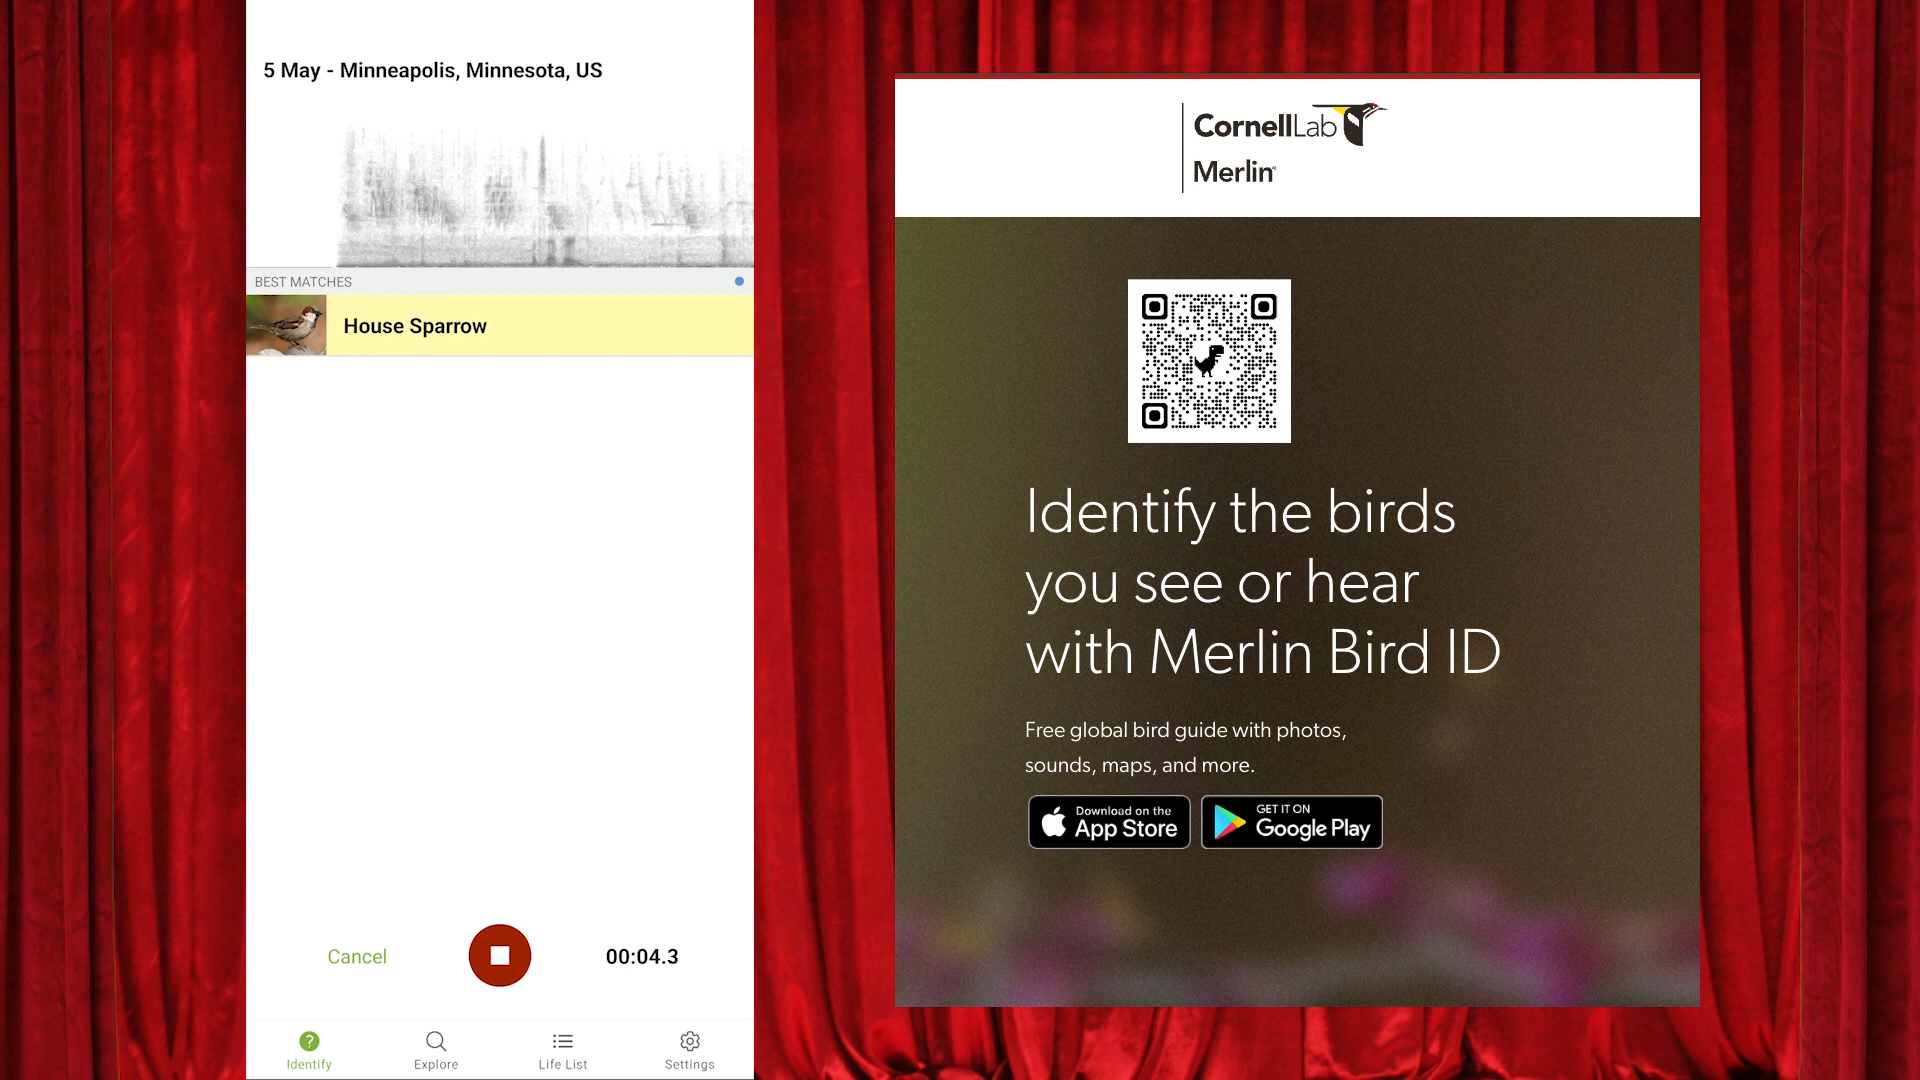 5 May - Minneapolis, Minnesota, US
BEST MATCHES
House Sparrow
Cancel
00:04.3
Identify
Explore
Life List
Settings
CornellLab
Merlin
Identify the birds
you see or hear
with Merlin Bird ID
Free global bird guide with photos,
sounds, maps, and more.
Download on the
App Store
GET IT ON
Google Play